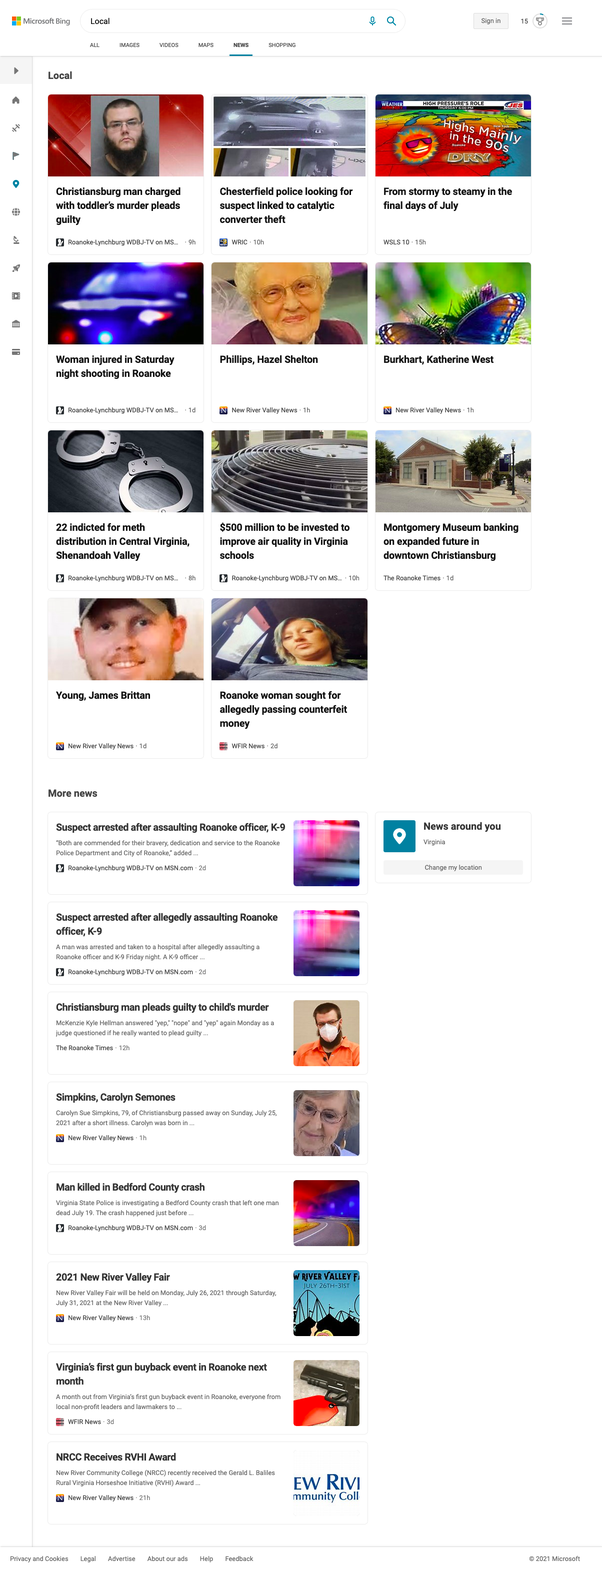 Microsoft Bing
Local
Sign in
15
ALL IMAGES VIDEOS MAPS NEWS SHOPPING
Local
HIGH PRESSURE'S ROLE
WEATHER
Highs Mainly
in the 90s
DRY
Christiansburg man charged
with toddler's murder pleads
guilty
Roanoke-Lynchburg WDBJ-TV on MS... · 9h
Chesterfield police looking for
suspect linked to catalytic
converter theft
WRIC · 10h
From stormy to steamy in the
final days of July
WSLS 10 · 15h
Woman injured in Saturday
night shooting in Roanoke
Roanoke-Lynchburg WDBJ-TV on MS... · 1d
Phillips, Hazel Shelton
New River Valley News · 1h
Burkhart, Katherine West
New River Valley News · 1h
22 indicted for meth
distribution in Central Virginia,
Shenandoah Valley
Roanoke-Lynchburg WDBJ-TV on MS... · 8h
$500 million to be invested to
improve air quality in Virginia
schools
Roanoke-Lynchburg WDBJ-TV on MS... · 10h
Montgomery Museum banking
on expanded future in
downtown Christiansburg
The Roanoke Times · 1d
Young, James Brittan
New River Valley News · 1d
Roanoke woman sought for
allegedly passing counterfeit
money
WFIR News · 2d
More news
Suspect arrested after assaulting Roanoke officer, K-9
"Both are commended for their bravery, dedication and service to the Roanoke
Police Department and City of Roanoke," added ...
Roanoke-Lynchburg WDBJ-TV on MSN.com · 2d
News around you
Virginia
Change my location
Suspect arrested after allegedly assaulting Roanoke
officer, K-9
A man was arrested and taken to a hospital after allegedly assaulting a
Roanoke officer and K-9 Friday night. A K-9 officer ...
Roanoke-Lynchburg WDBJ-TV on MSN.com · 2d
Christiansburg man pleads guilty to child's murder
McKenzie Kyle Hellman answered "yep," "nope" and "yep" again Monday as a
judge questioned if he really wanted to plead guilty ...
The Roanoke Times · 12h
Simpkins, Carolyn Semones
Carolyn Sue Simpkins, 79, of Christiansburg passed away on Sunday, July 25,
2021 after a short illness. Carolyn was born in ...
New River Valley News · 1h
Man killed in Bedford County crash
Virginia State Police is investigating a Bedford County crash that left one man
dead July 19. The crash happened just before ...
Roanoke-Lynchburg WDBJ-TV on MSN.com · 3d
2021 New River Valley Fair
New River Valley Fair will be held on Monday, July 26, 2021 through Saturday,
July 31, 2021 at the New River Valley ...
New River Valley News · 13h
W RIVER VALLEY F
JULY 26TH-31ST
Virginia's first gun buyback event in Roanoke next
month
A month out from Virginia's first gun buyback event in Roanoke, everyone from
local non-profit leaders and lawmakers to ...
WFIR News · 3d
NRCC Receives RVHI Award
New River Community College (NRCC) recently received the Gerald L. Baliles
Rural Virginia Horseshoe Initiative (RVHI) Award ...
New River Valley News · 21h
EW RIVI
mmunity Coll
Privacy and Cookies Legal Advertise About our ads Help Feedback © 2021 Microsoft